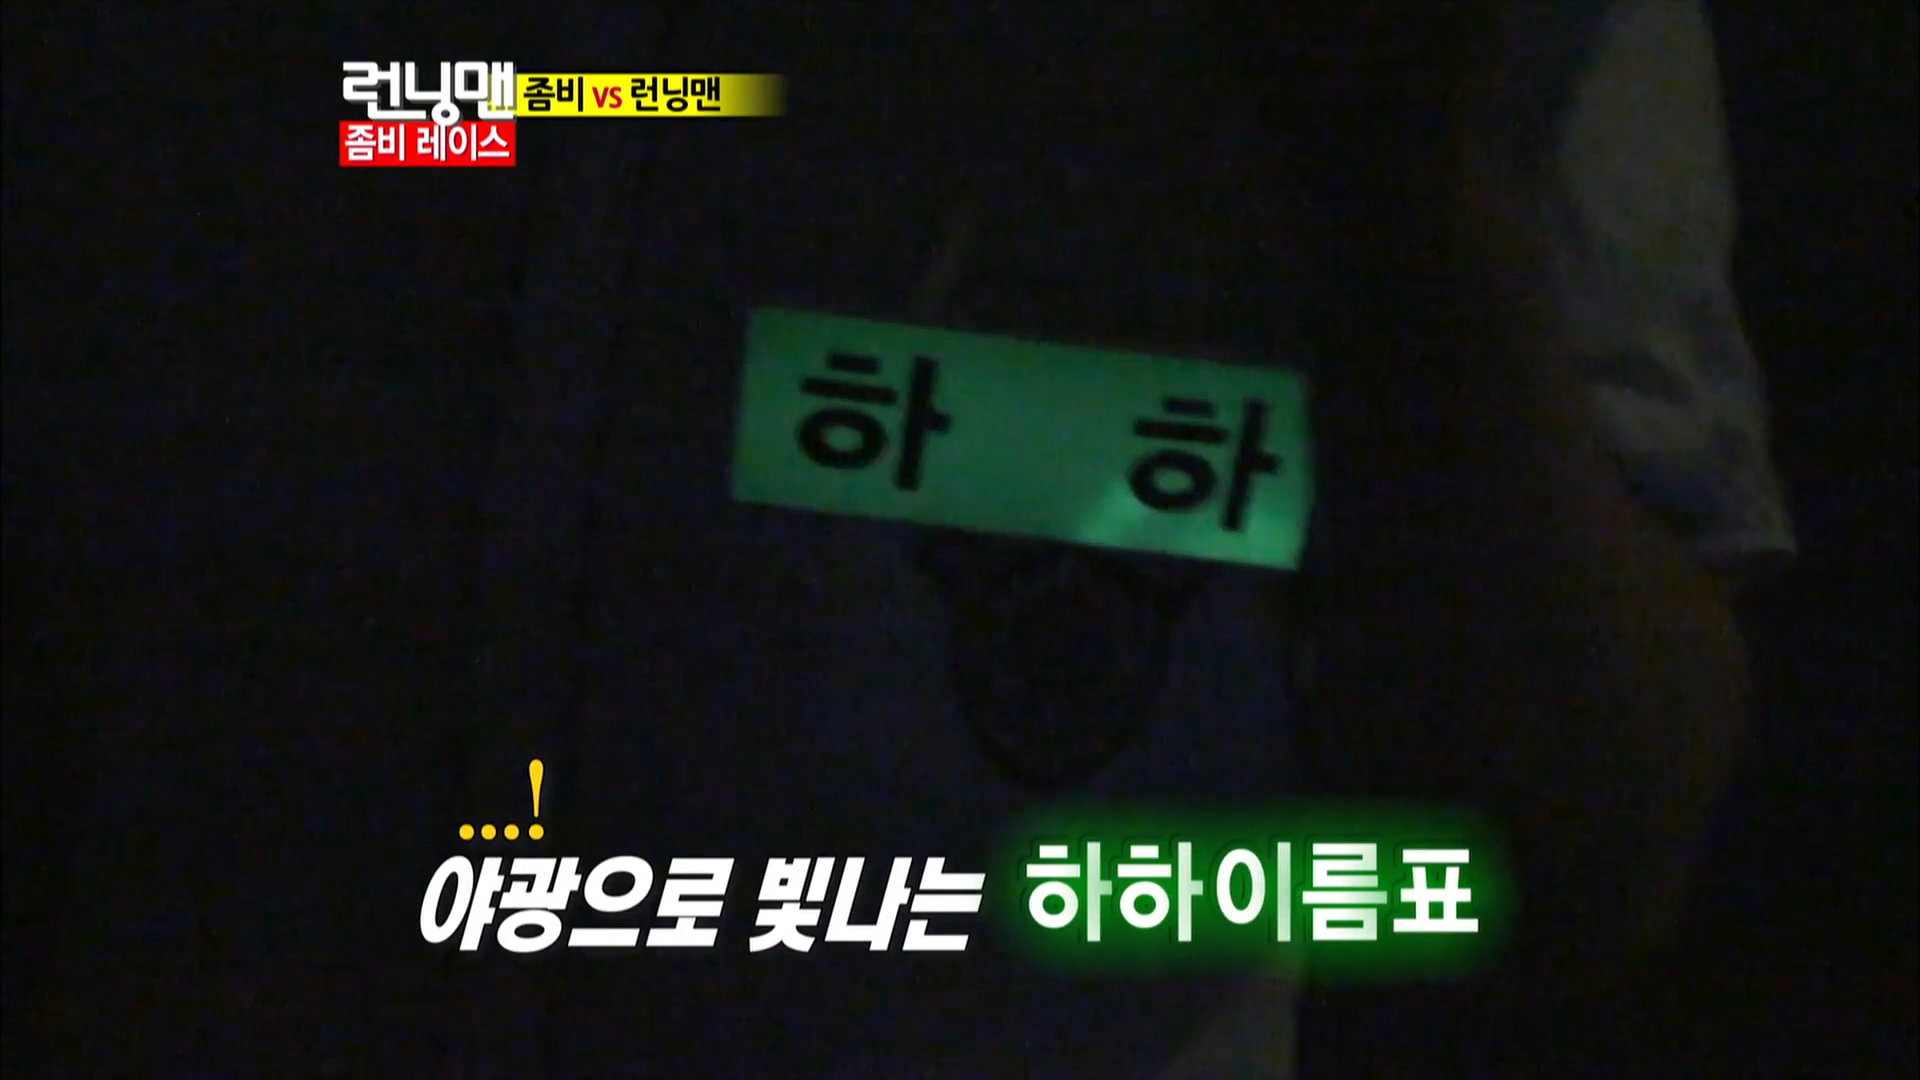 런닝맨 좀비 vs 런닝맨
좀비 레이스
하 하
...!
야광으로 빛나는 하하이름표